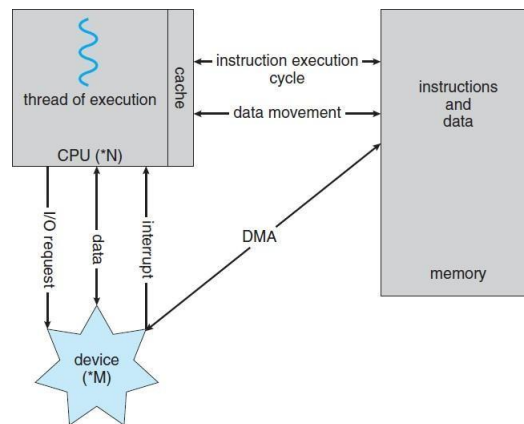 thread of execution
cache
CPU (*N)
instruction execution
cycle
data movement
instructions
and
data
memory
I/O request
data
interrupt
DMA
device
(*M)